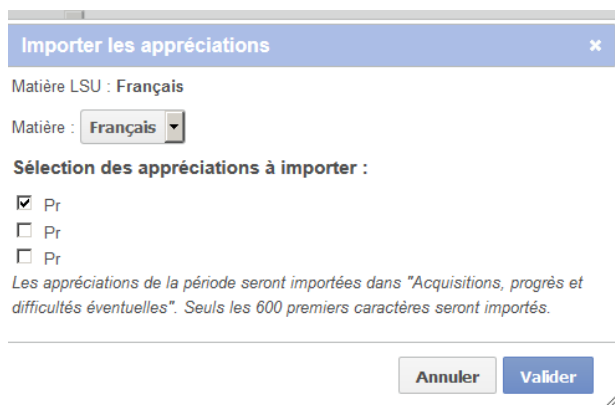 Importer les appréciations ×
Matière LSU : Français
Matière : Français
Sélection des appréciations à importer :
Pr
Pr
Pr
Les appréciations de la période seront importées dans "Acquisitions, progrès et
difficultés éventuelles". Seuls les 600 premiers caractères seront importés.
Annuler Valider